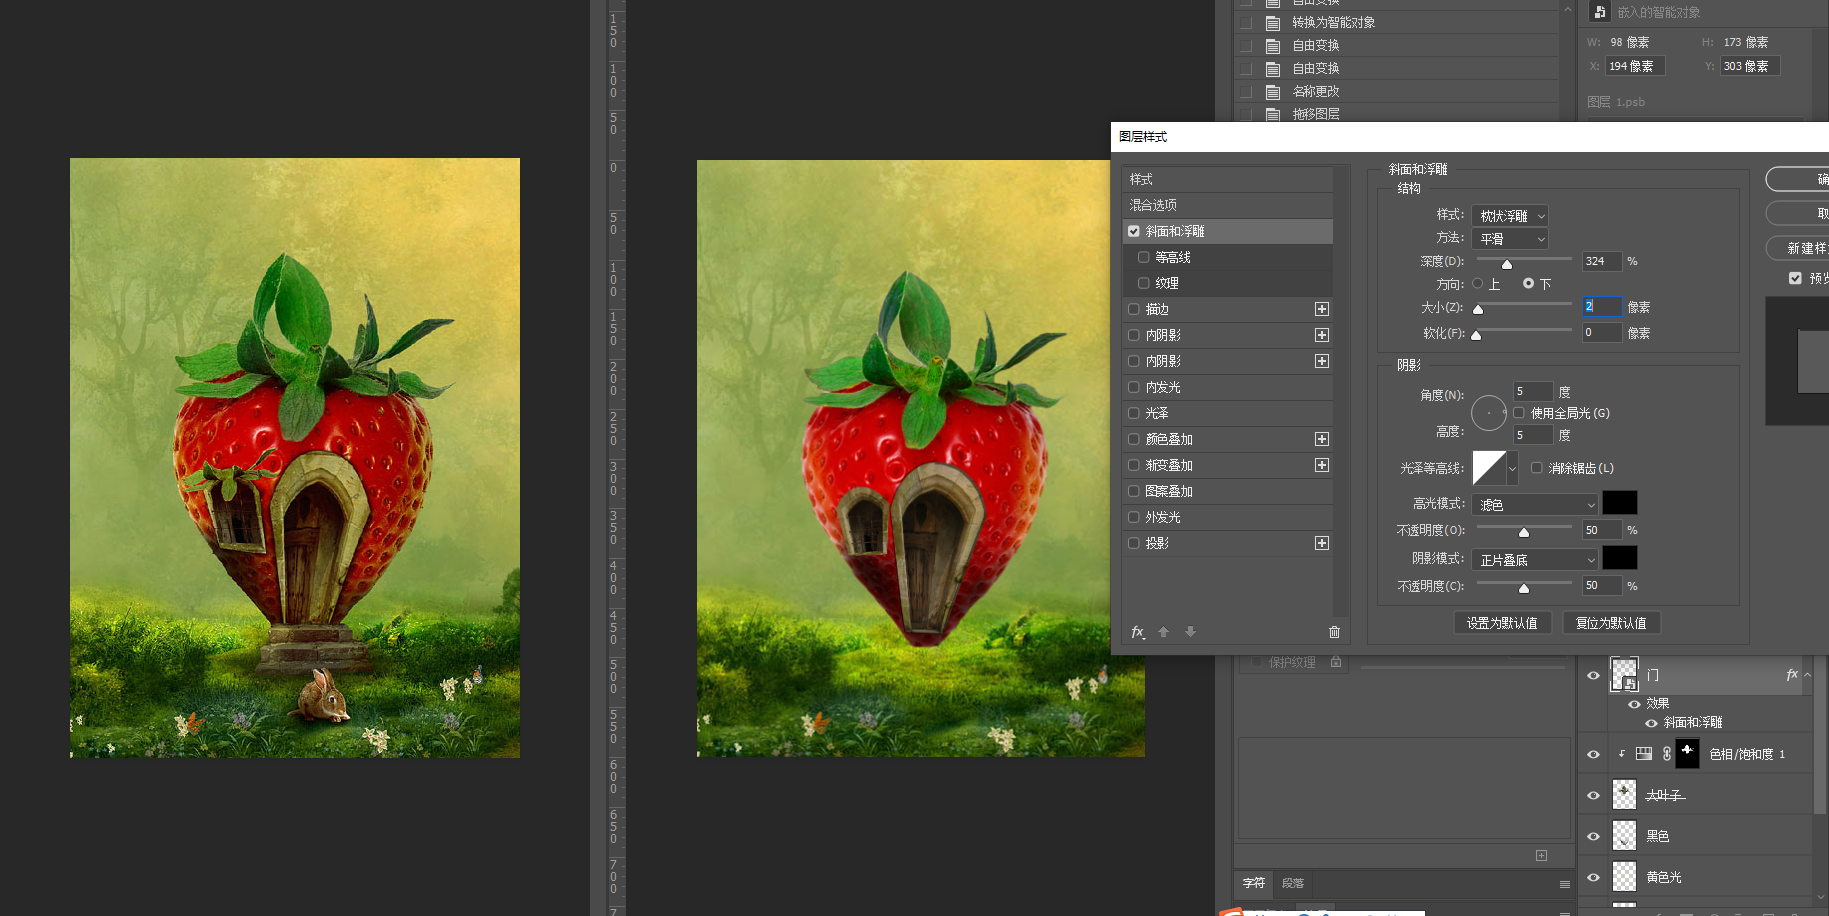 自由变换
转换为智能对象
自由变换
自由变换
名称更改
拖移图层
嵌入的智能对象
W: 98 像素 H: 173 像素
X: 194 像素 Y: 303 像素
图层 1.psb
图层样式
样式
混合选项
斜面和浮雕
等高线
纹理
描边
内阴影
内阴影
内发光
光泽
颜色叠加
渐变叠加
图案叠加
外发光
投影
fx
斜面和浮雕
结构
样式: 枕状浮雕
方法: 平滑
深度(D): 324 %
方向: 上 下
大小(Z): 2 像素
软化(F): 0 像素
阴影
角度(N): 5 度
使用全局光 (G)
高度: 5 度
光泽等高线: 消除锯齿 (L)
高光模式: 滤色
不透明度(O): 50 %
阴影模式: 正片叠底
不透明度(C): 50 %
设置为默认值 复位为默认值
确
取
新建样
预览
保护纹理
字符 段落
门 fx
效果
斜面和浮雕
色相/饱和度 1
大叶子
黑色
黄色光
150
100
50
0
50
100
150
200
250
300
350
400
450
500
550
600
650
700